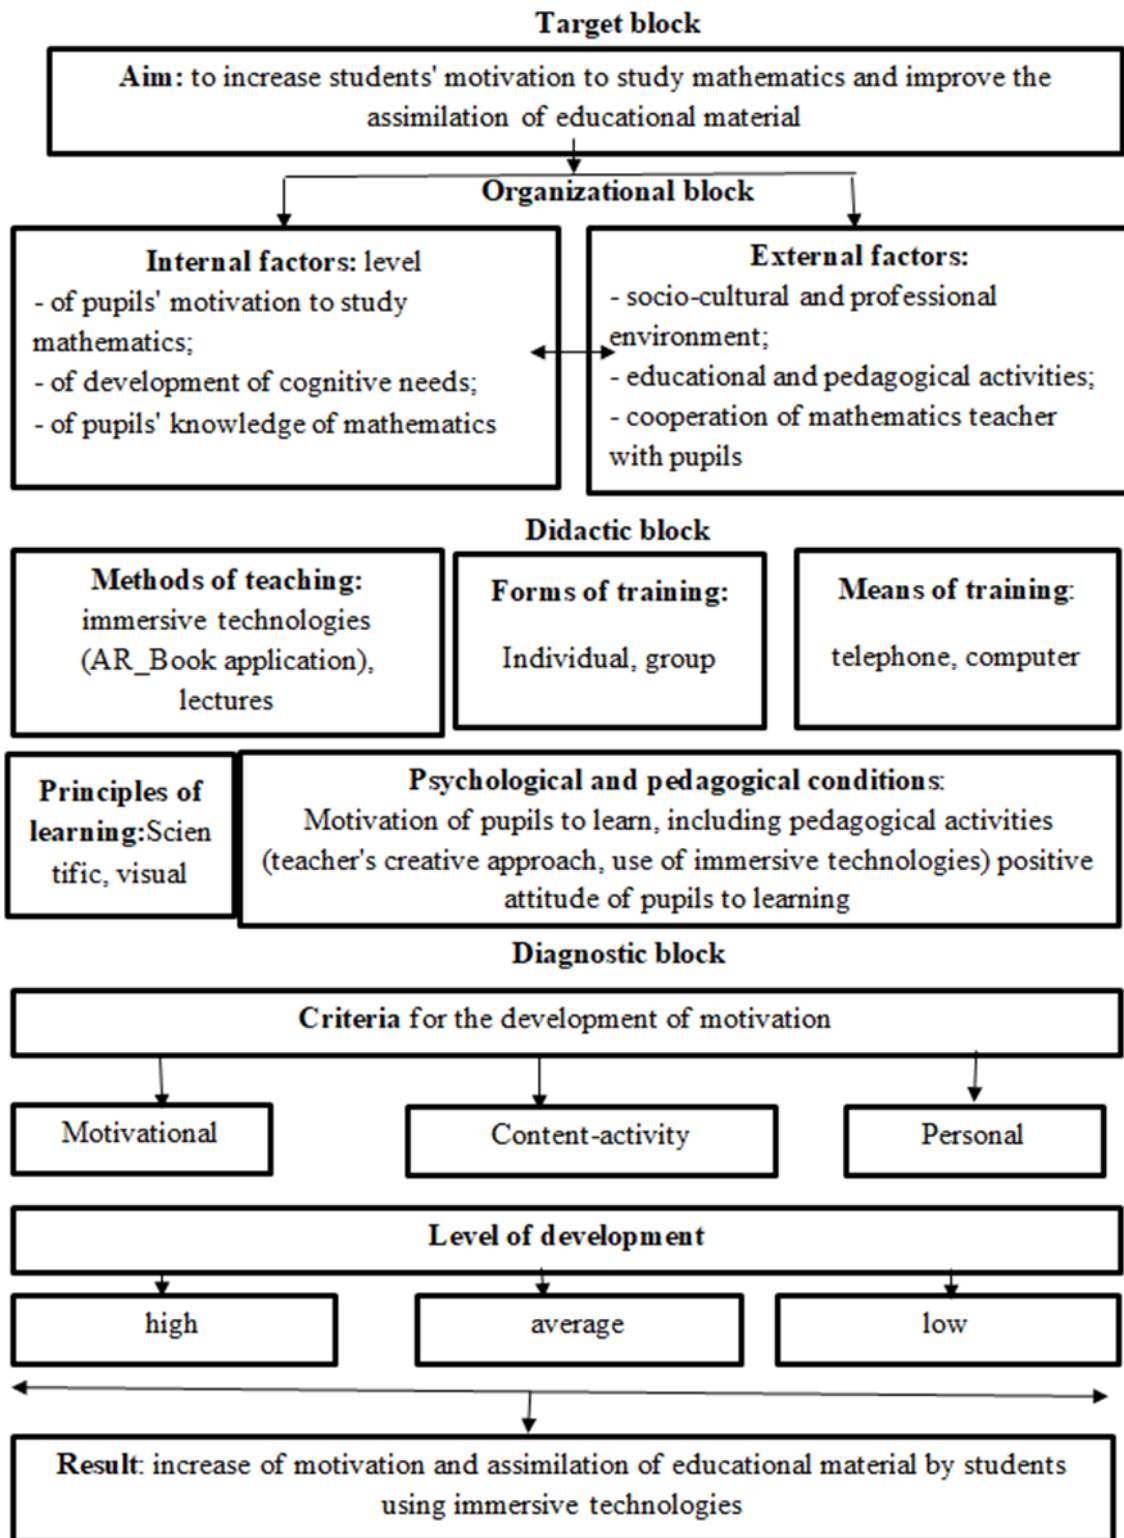 Target block
Aim: to increase students' motivation to study mathematics and improve the
assimilation of educational material
Organizational block
Internal factors: level
- of pupils' motivation to study
mathematics;
- of development of cognitive needs;
- of pupils' knowledge of mathematics
External factors:
- socio-cultural and professional
environment;
- educational and pedagogical activities;
- cooperation of mathematics teacher
with pupils
Didactic block
Methods of teaching:
immersive technologies
(AR_Book application),
lectures
Forms of training:
Individual, group
Means of training:
telephone, computer
Principles of
learning:Scien
tific, visual
Psychological and pedagogical conditions:
Motivation of pupils to learn, including pedagogical activities
(teacher's creative approach, use of immersive technologies) positive
attitude of pupils to learning
Diagnostic block
Criteria for the development of motivation
Motivational
Content-activity
Personal
Level of development
high
average
low
Result: increase of motivation and assimilation of educational material by students
using immersive technologies